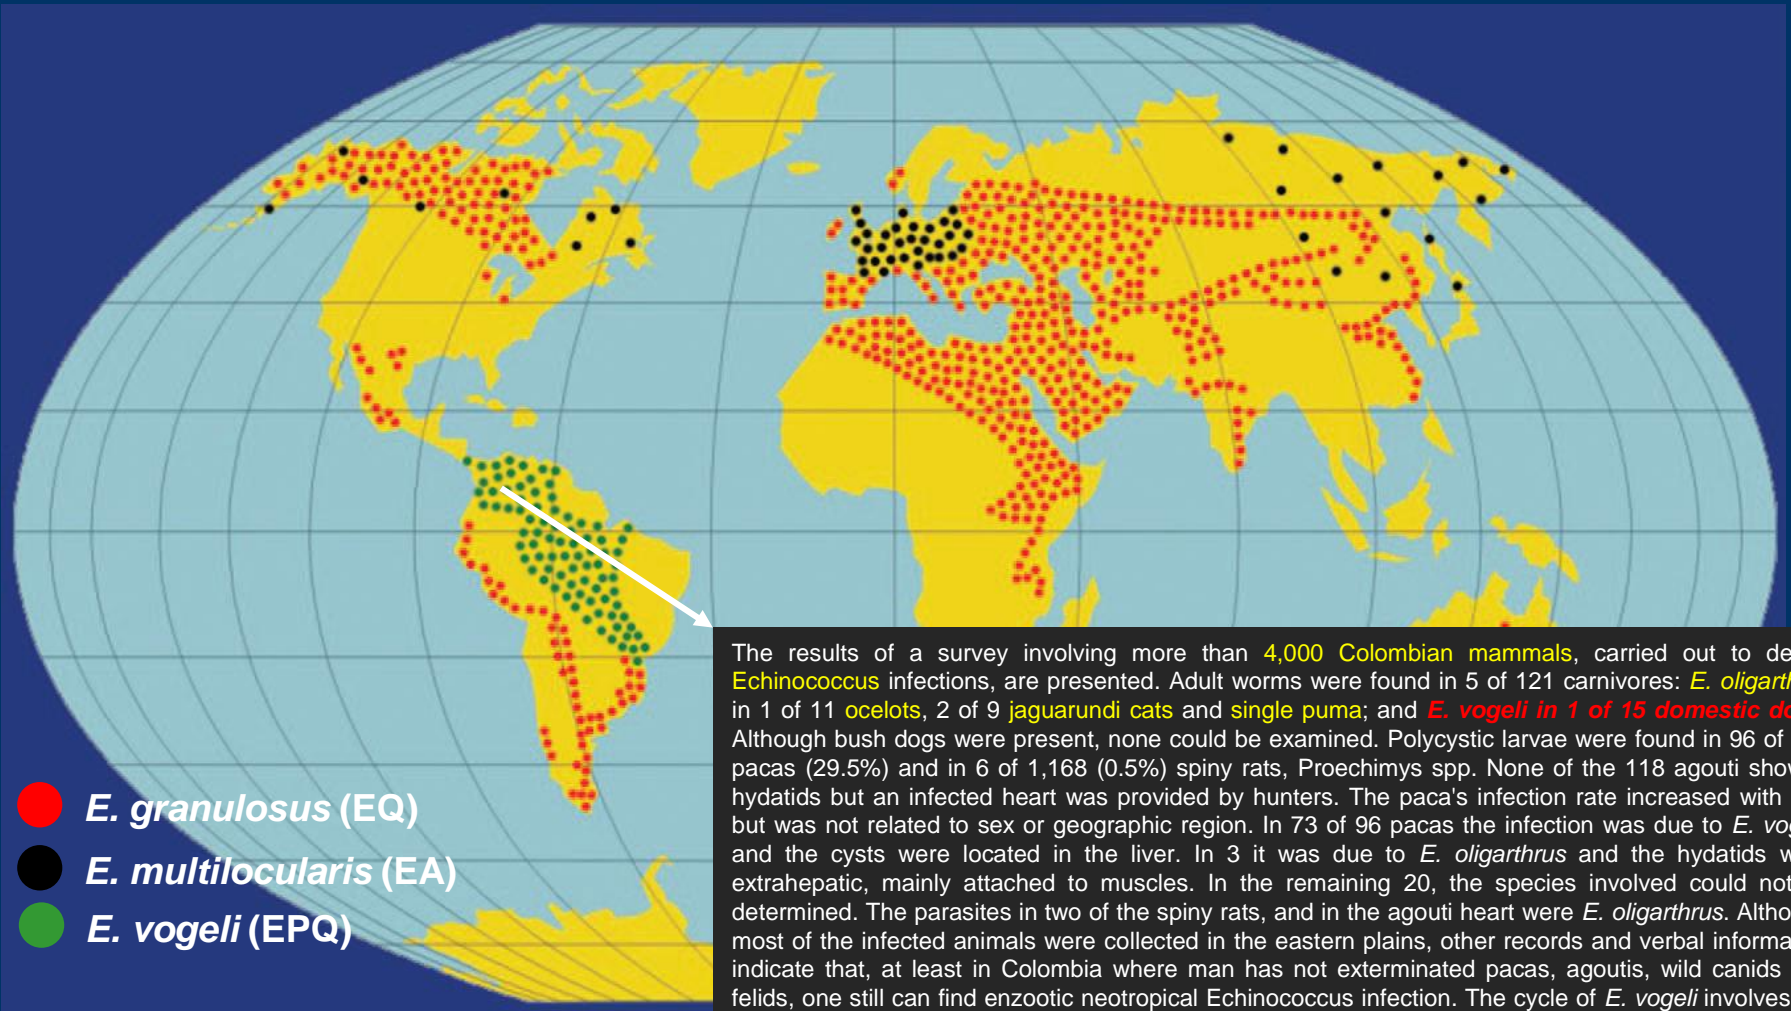 The results of a survey involving more than 4,000 Colombian mammals, carried out to de
Echinococcus infections, are presented. Adult worms were found in 5 of 121 carnivores: E. oligarth
in 1 of 11 ocelots, 2 of 9 jaguarundi cats and single puma; and E. vogeli in 1 of 15 domestic do
Although bush dogs were present, none could be examined. Polycystic larvae were found in 96 of
pacas (29.5%) and in 6 of 1,168 (0.5%) spiny rats, Proechimys spp. None of the 118 agouti show
hydatids but an infected heart was provided by hunters. The paca's infection rate increased with
but was not related to sex or geographic region. In 73 of 96 pacas the infection was due to E. vog
and the cysts were located in the liver. In 3 it was due to E. oligarthrus and the hydatids w
extrahepatic, mainly attached to muscles. In the remaining 20, the species involved could not
determined. The parasites in two of the spiny rats, and in the agouti heart were E. oligarthrus. Altho
most of the infected animals were collected in the eastern plains, other records and verbal informa
indicate that, at least in Colombia where man has not exterminated pacas, agoutis, wild canids
felids, one still can find enzootic neotropical Echinococcus infection. The cycle of E. vogeli involves
E. granulosus (EQ)
E. multilocularis (EA)
E. vogeli (EPQ)